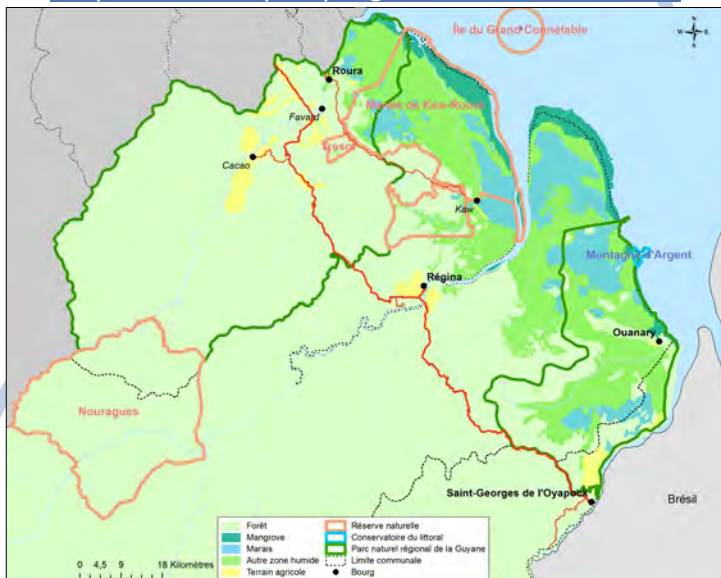 Île du Grand Connétable
N
W E
S
Roura
Marais de Kaw-Roura
Favard
Trésor
Cacao
Kaw
Montagne d'Argent
Régina
Ouanary
Nouragues
Saint-Georges de l'Oyapock
Brésil
Forêt
Mangrove
Marais
Autre zone humide
Terrain agricole
Réserve naturelle
Conservatoire du littoral
Parc naturel régional de la Guyane
Limite communale
Bourg
0 4,5 9 18 Kilomètres